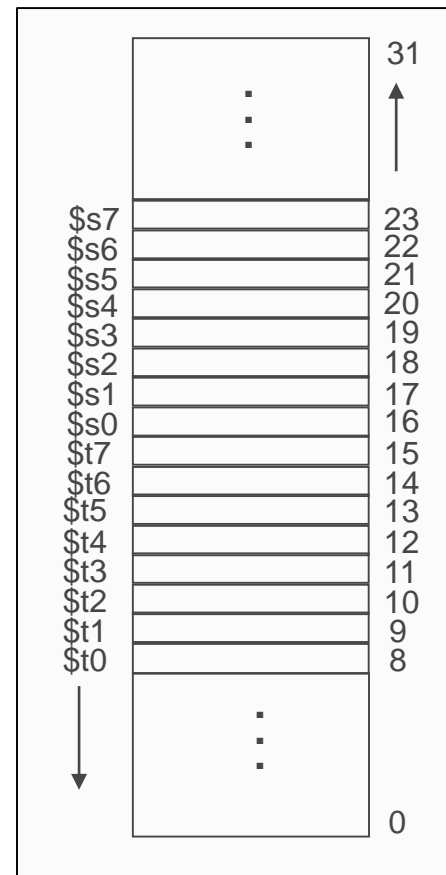 31
$s7 23
$s6 22
$s5 21
$s4 20
$s3 19
$s2 18
$s1 17
$s0 16
$t7 15
$t6 14
$t5 13
$t4 12
$t3 11
$t2 10
$t1 9
$t0 8
0